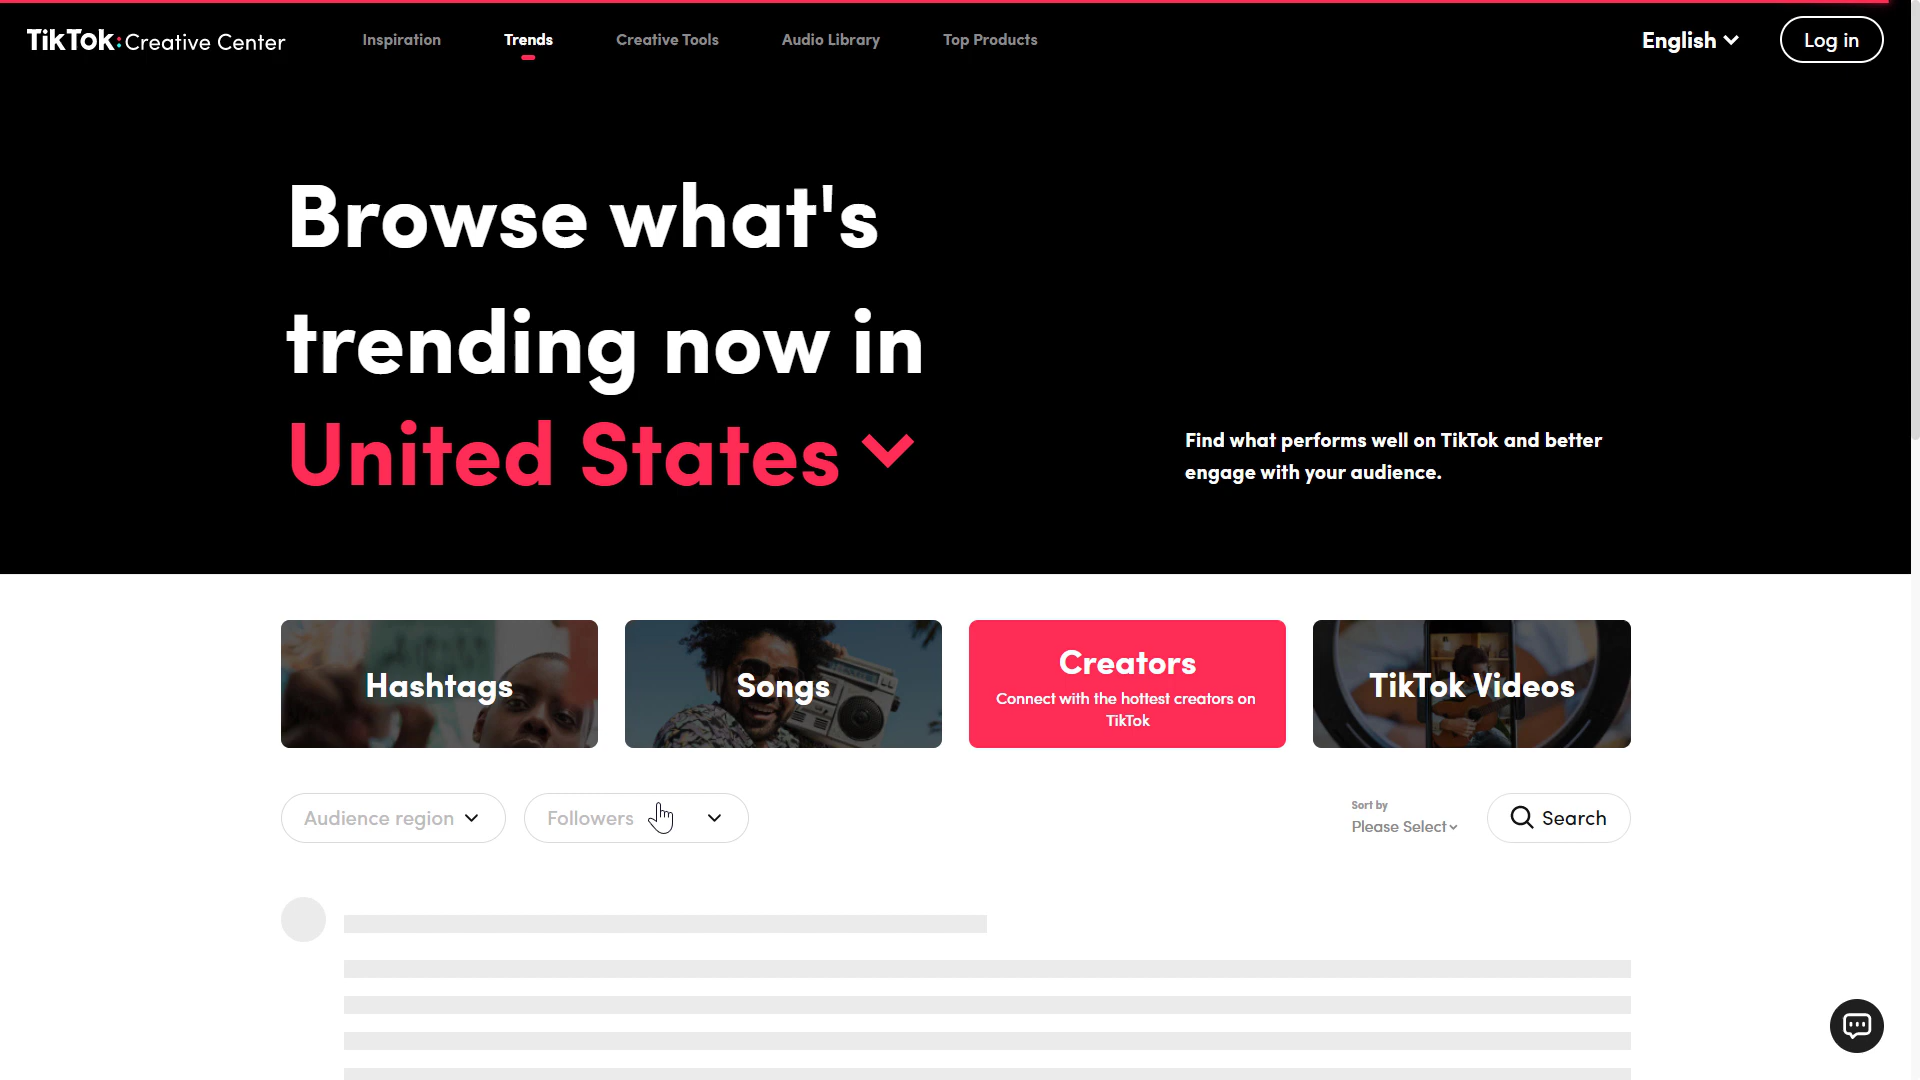 TikTok: Creative Center
Inspiration
Trends
Creative Tools
Audio Library
Top Products
English
Log in
Browse what's
trending now in
United States
Find what performs well on TikTok and better
engage with your audience.
Hashtags
Songs
Creators
Connect with the hottest creators on
TikTok
TikTok Videos
Audience region
Followers
Sort by
Please Select
Search